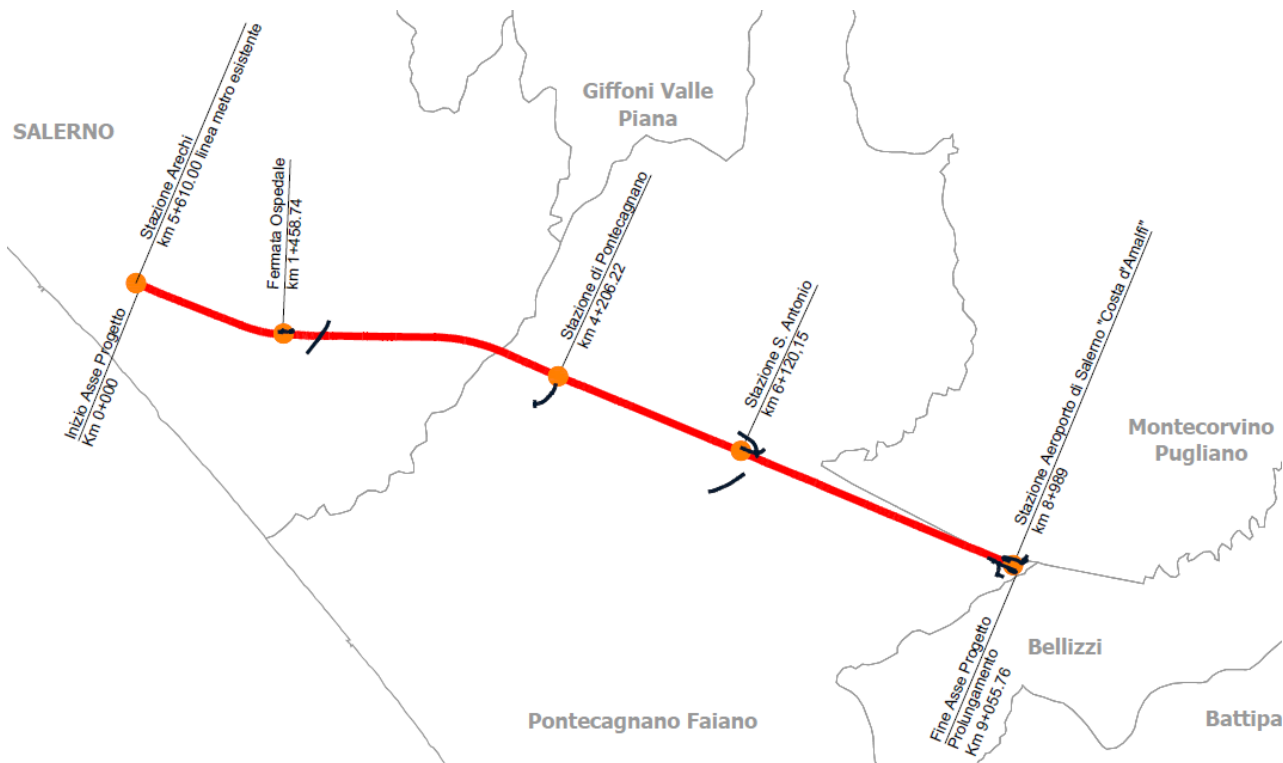 SALERNO
Stazione Arechi
km 5+610.00 linea metro esistente
Inizio Asse Progetto
Km 0+000
Fermata Ospedale
km 1+458.74
Giffoni Valle
Piana
Stazione di Pontecagnano
km 4+206.22
Stazione S. Antonio
km 6+120,15
Stazione Aeroporto di Salerno "Costa d'Amalfi"
km 8+989
Montecorvino
Pugliano
Fine Asse Progetto
Prolungamento
Km 9+055.76
Bellizzi
Pontecagnano Faiano
Battipa